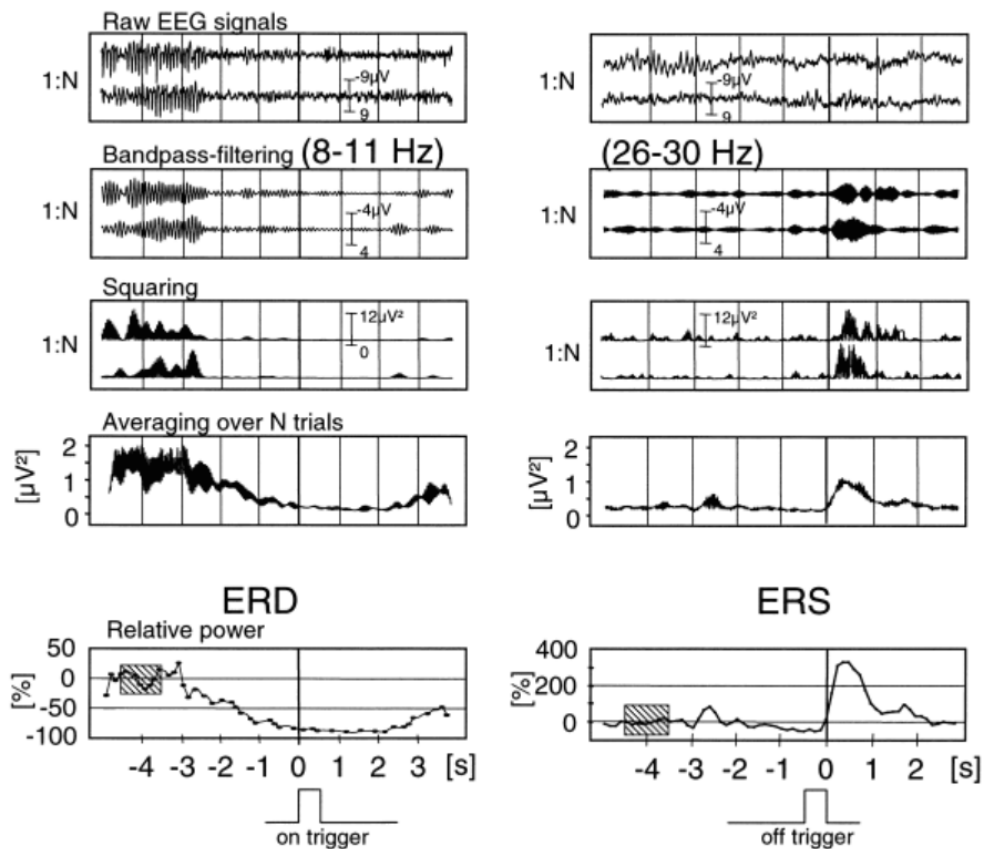 Raw EEG signals
1:N
-9µV
9
1:N
-9µV
9
Bandpass-filtering (8-11 Hz)
(26-30 Hz)
1:N
-4µV
4
1:N
-4µV
4
Squaring
1:N
12µV²
0
1:N
12µV²
Averaging over N trials
[µV²]
2
1
0
[µV²]
2
1
0
ERD
ERS
Relative power
[%]
50
0
-50
-100
[%]
400
200
0
-4 -3 -2 -1 0 1 2 3 [s]
-4 -3 -2 -1 0 1 2 [s]
on trigger
off trigger